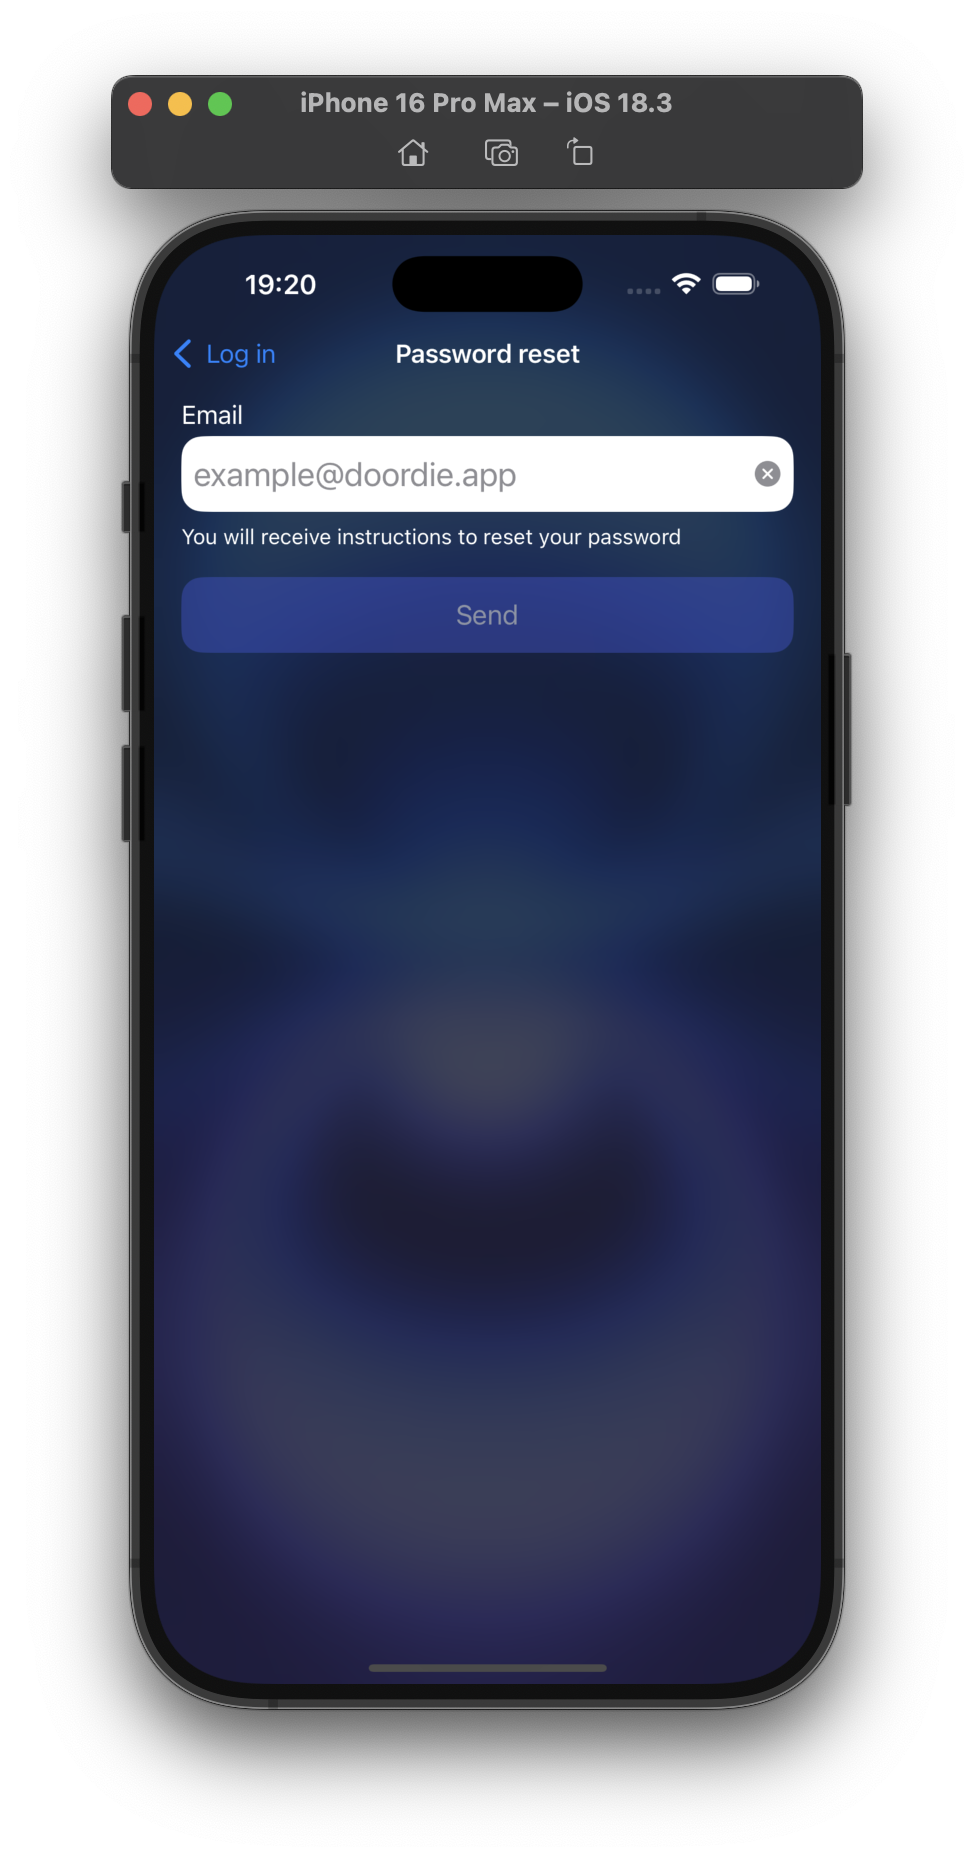 iPhone 16 Pro Max – iOS 18.3
19:20
Log in
Password reset
Email
example@doordie.app
You will receive instructions to reset your password
Send